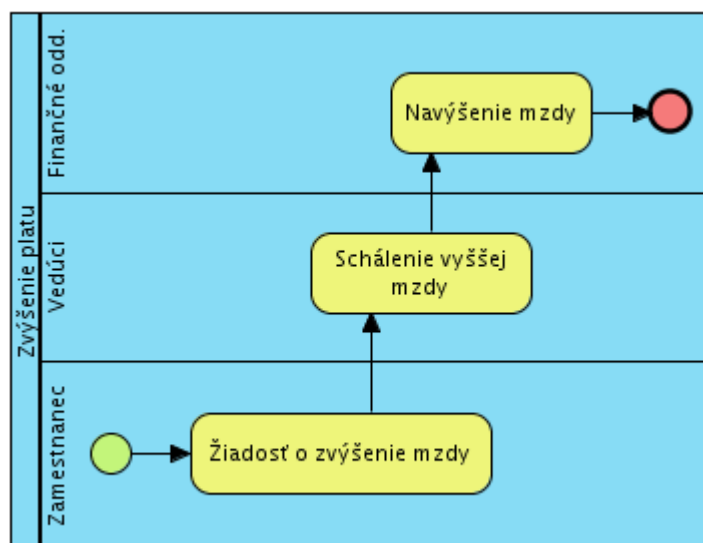 Zvýšenie platu
Finančné odd.
Navýšenie mzdy
Vedúci
Schálenie vyššej
mzdy
Zamestnanec
Žiadosť o zvýšenie mzdy